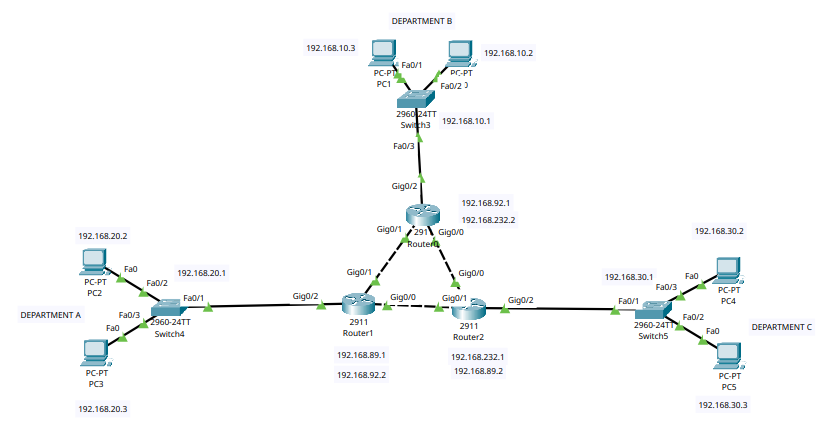 DEPARTMENT B
192.168.10.3
192.168.10.2
Fa0/1
PC-PT
PC1
PC-PT
Fa0/2
2960-24TT
Switch3
192.168.10.1
Fa0/3
Gig0/2
192.168.92.1
192.168.232.2
Gig0/1
Gig0/0
192.168.20.2
Fa0
PC-PT
PC2
Fa0/2
192.168.20.1
Fa0/1
Gig0/2
Gig0/1
Gig0/0
Gig0/0
Gig0/1
Gig0/2
192.168.30.2
192.168.30.1
Fa0
Fa0/3
PC-PT
PC4
Fa0/1
DEPARTMENT A
Fa0/3
Fa0
2960-24TT
Switch4
PC-PT
PC3
192.168.20.3
2911
Router1
192.168.89.1
192.168.92.2
2911
Router2
192.168.232.1
192.168.89.2
2960-24TT
Switch5
Fa0/2
Fa0
DEPARTMENT C
PC-PT
PC5
192.168.30.3